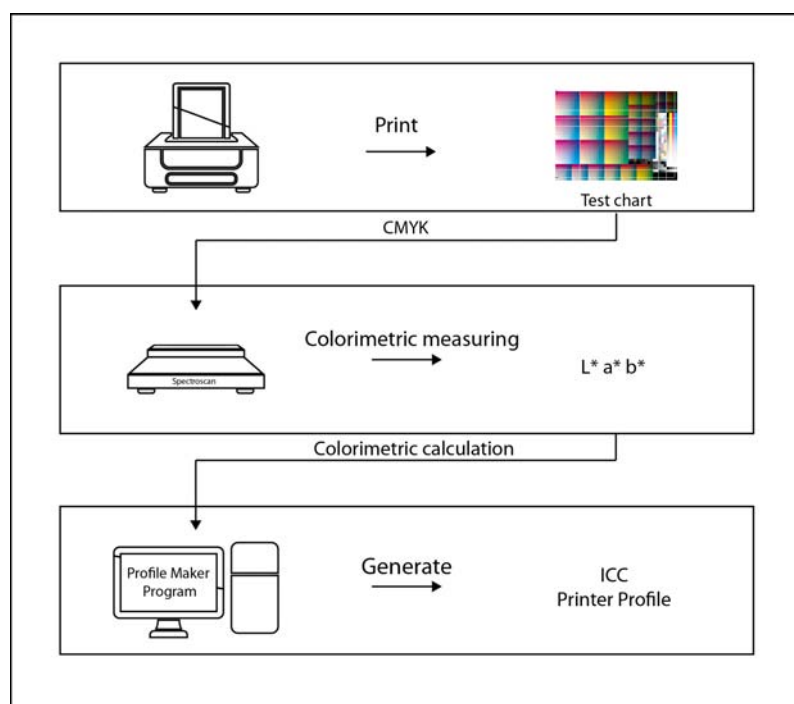 Print
Test chart
CMYK
Colorimetric measuring
Spectroscan
L* a* b*
Colorimetric calculation
Profile Maker
Program
Generate
ICC
Printer Profile